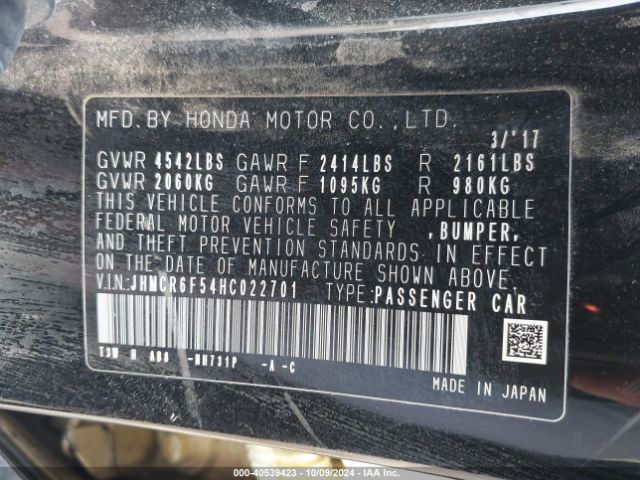 MFD. BY HONDA MOTOR CO., LTD. 3/'17
GVWR 4542LBS GAWR F 2414LBS R 2161LBS
GVWR 2060KG GAWR F 1095KG R 980KG
THIS VEHICLE CONFORMS TO ALL APPLICABLE
FEDERAL MOTOR VEHICLE SAFETY ,BUMPER,
AND THEFT PREVENTION STANDARDS IN EFFECT
ON THE DATE OF MANUFACTURE SHOWN ABOVE.
V.I.N:JHMCR6F54HC022701 TYPE:PASSENGER CAR
-NH731P -A -C
MADE IN JAPAN
000-40539423 - 10/09/2024 - IAA Inc.